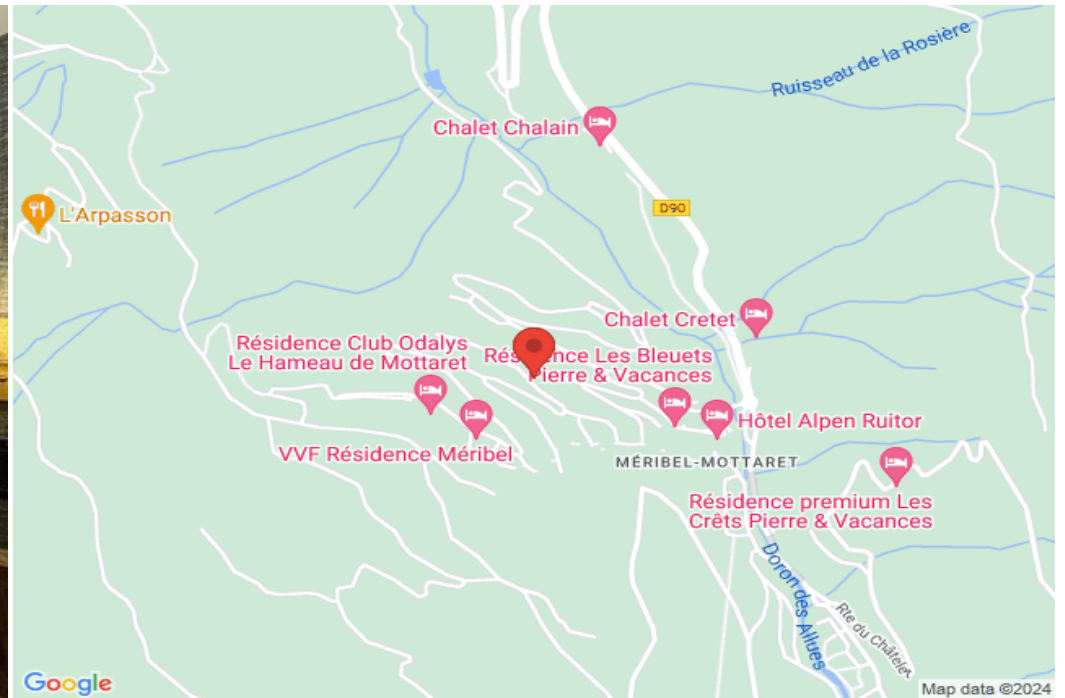 Ruisseau de la Rosière
Chalet Chalain
L'Arpasson
D90
Chalet Cretet
Résidence Club Odalys
Le Hameau de Mottaret
Résidence Les Bleuets
Pierre & Vacances
Hôtel Alpen Ruitor
VVF Résidence Méribel
MÉRIBEL-MOTTARET
Résidence premium Les
Crêts Pierre & Vacances
Doron des Allues
Rte du Châtelet
Google
Map data ©2024